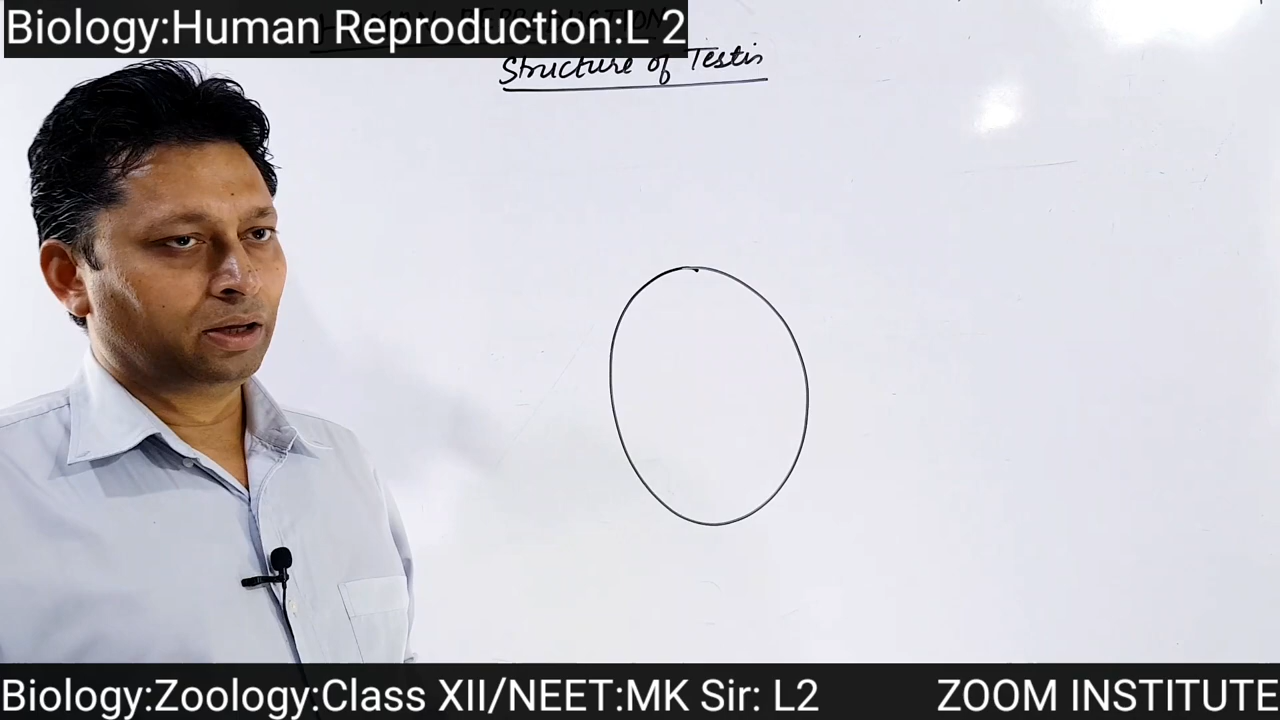 Biology:Human Reproduction:L 2
Structure of Testis
Biology:Zoology:Class XII/NEET:MK Sir: L2
ZOOM INSTITUTE